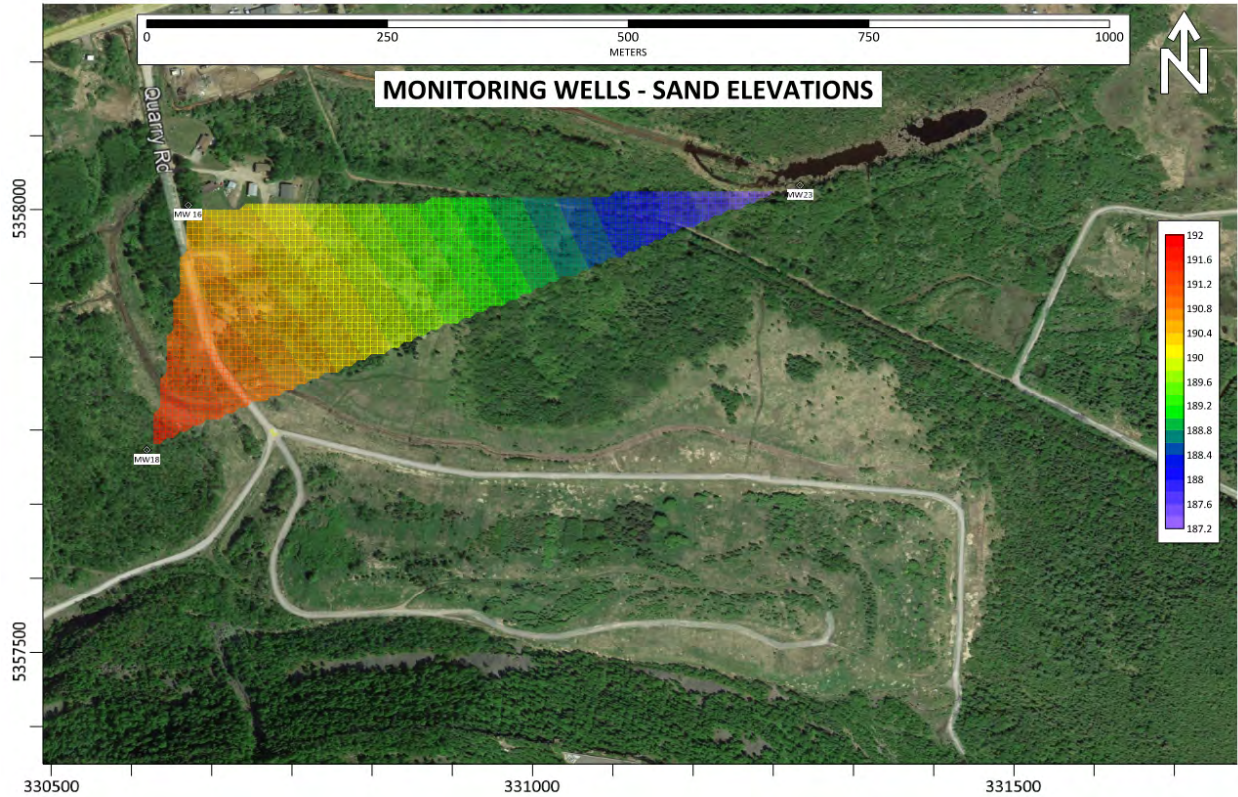 0 250 500 750 1000
METERS
N
MONITORING WELLS - SAND ELEVATIONS
Quarry Rd
MW23
5358000
MW 16
192
191.6
191.2
190.8
190.4
190
189.6
189.2
188.8
188.4
188
187.6
187.2
MW18
5357500
330500 331000 331500